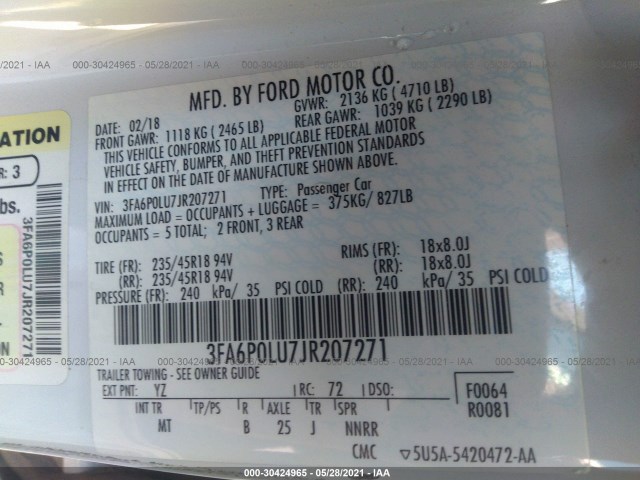 000-30424965 - 05/28/2021 - IAA
MFD. BY FORD MOTOR CO.
DATE: 02/18
GVWR: 2136 KG ( 4710 LB)
FRONT GAWR: 1118 KG ( 2465 LB)
REAR GAWR: 1039 KG ( 2290 LB)
THIS VEHICLE CONFORMS TO ALL APPLICABLE FEDERAL MOTOR
VEHICLE SAFETY, BUMPER, AND THEFT PREVENTION STANDARDS
IN EFFECT ON THE DATE OF MANUFACTURE SHOWN ABOVE.
VIN: 3FA6P0LU7JR207271 TYPE: Passenger Car
MAXIMUM LOAD = OCCUPANTS + LUGGAGE = 375KG/ 827LB
OCCUPANTS = 5 TOTAL; 2 FRONT, 3 REAR
TIRE (FR): 235/45R18 94V RIMS (FR): 18x8.0J
(RR): 235/45R18 94V (RR): 18x8.0J
PRESSURE (FR): 240 kPa/ 35 PSI COLD (RR): 240 kPa/ 35 PSI COLD
3FA6P0LU7JR207271
TRAILER TOWING - SEE OWNER GUIDE
EXT PNT: YZ RC: 72 DSO:
F0064
R0081
INT TR TP/PS R AXLE TR SPR
MT B 25 J NNRR
CMC ▽5U5A-5420472-AA
ATION
R: 3
bs.
3FA6P0LU7JR207271
S
R
ON
000-30424965 - 05/28/2021 - IAA
000-30424965 - 05/28/2021 - IAA